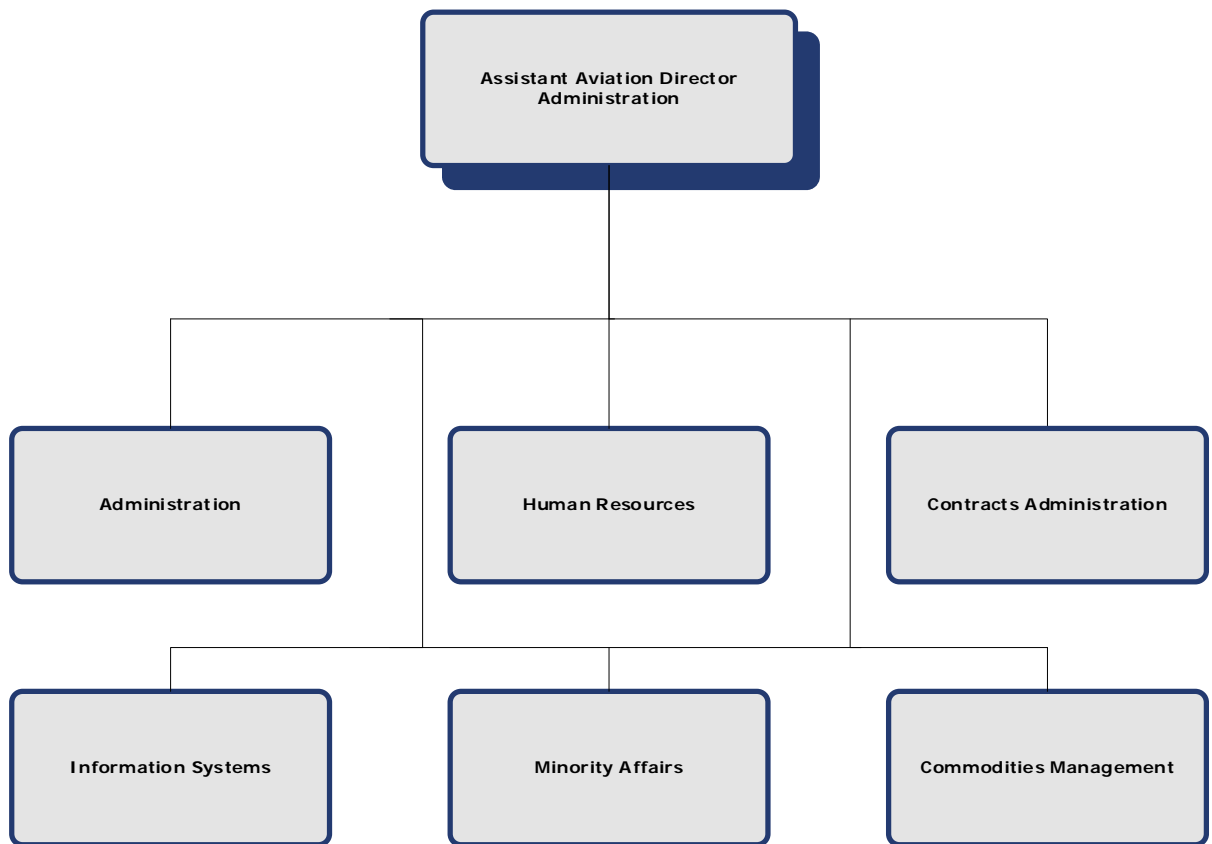 Assistant Aviation Director
Administration
Administration
Human Resources
Contracts Administration
Information Systems
Minority Affairs
Commodities Management